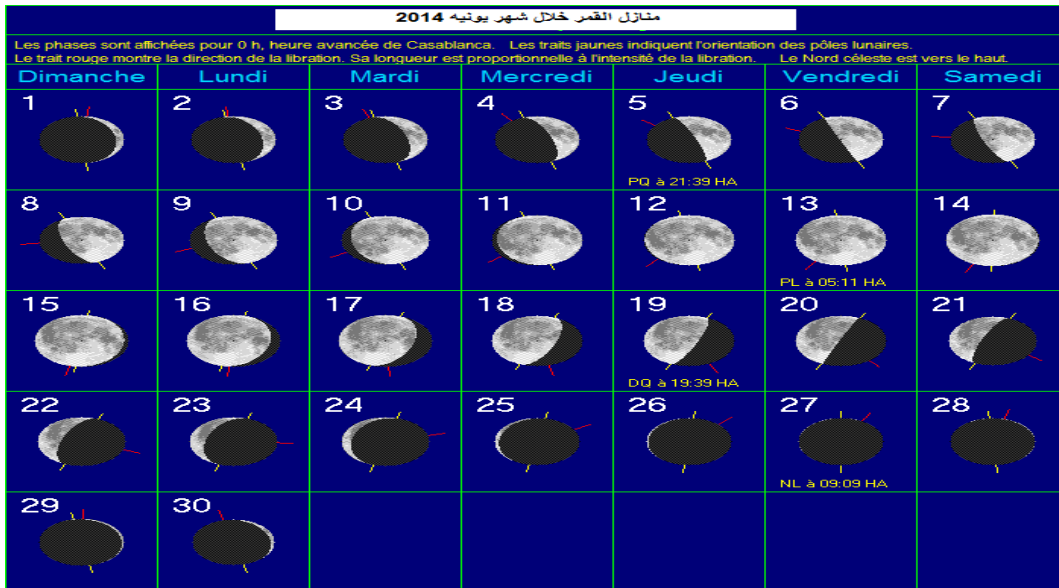 منازل القمر خلال شهر يونيه 2014
Les phases sont affichées pour 0 h, heure avancée de Casablanca. Les traits jaunes indiquent l'orientation des pôles lunaires.
Le trait rouge montre la direction de la libration. Sa longueur est proportionnelle à l'intensité de la libration. Le Nord céleste est vers le haut.
Dimanche Lundi Mardi Mercredi Jeudi Vendredi Samedi
1 2 3 4 5 6 7
PQ à 21:39 HA
8 9 10 11 12 13 14
PL à 05:11 HA
15 16 17 18 19 20 21
DQ à 19:39 HA
22 23 24 25 26 27 28
NL à 09:09 HA
29 30